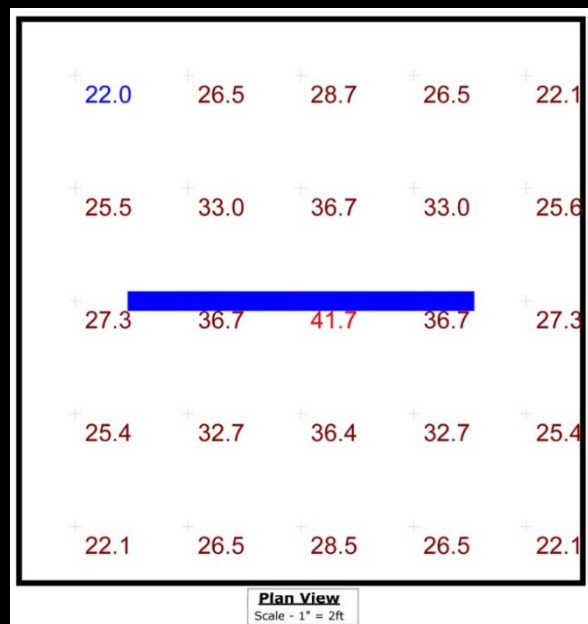 22.0 26.5 28.7 26.5 22.1
25.5 33.0 36.7 33.0 25.6
27.3 36.7 41.7 36.7 27.3
25.4 32.7 36.4 32.7 25.4
22.1 26.5 28.5 26.5 22.1
Plan View
Scale - 1" = 2ft